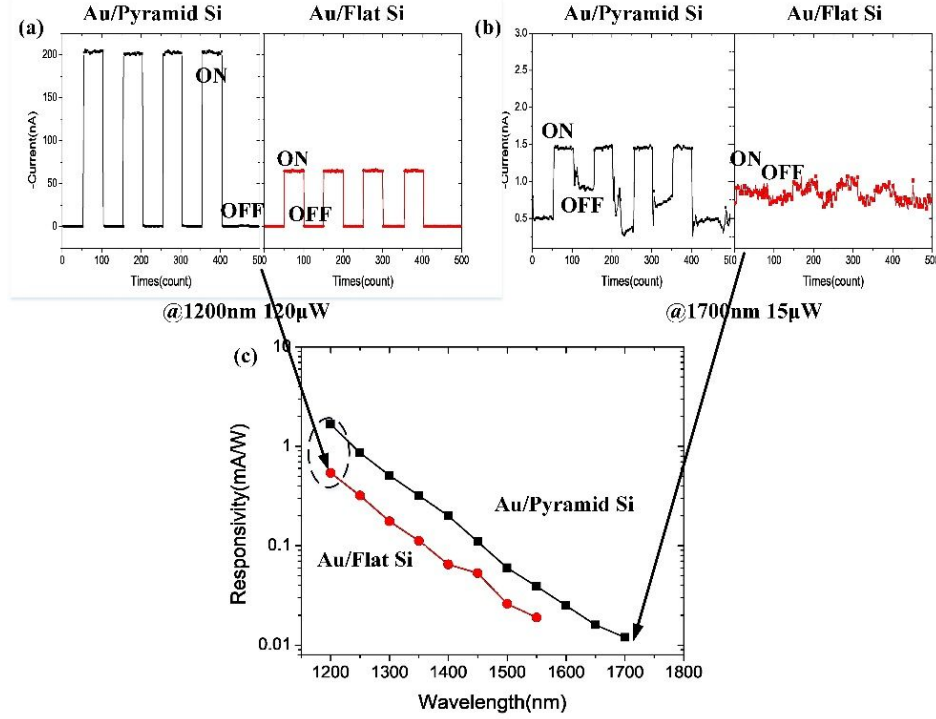 Au/Pyramid Si
Au/Flat Si
Au/Pyramid Si
Au/Flat Si
(a)
(b)
200
150
100
50
0
-Current(nA)
ON
OFF
ON
OFF
0 100 200 300 400 500
100 200 300 400 500
Times(count)
Times(count)
3.0
2.5
2.0
1.5
1.0
0.5
-Current(nA)
ON
OFF
ON
OFF
0 100 200 300 400 500
100 200 300 400 500
Times(count)
Times(count)
@1200nm 120μW
@1700nm 15μW
(c)
10
1
0.1
0.01
Responsivity(mA/W)
Au/Pyramid Si
Au/Flat Si
1200 1300 1400 1500 1600 1700 1800
Wavelength(nm)